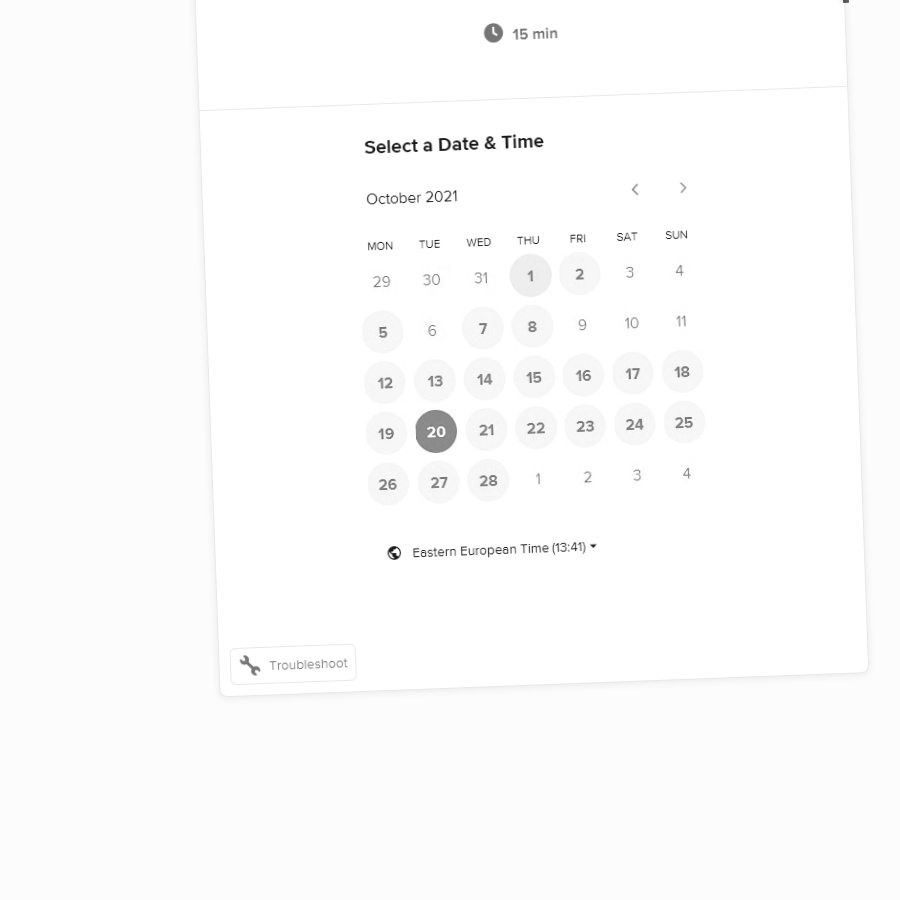 15 min
Select a Date & Time
October 2021
MON TUE WED THU FRI SAT SUN
29 30 31 1 2 3 4
5 6 7 8 9 10 11
12 13 14 15 16 17 18
19 20 21 22 23 24 25
26 27 28 1 2 3 4
Eastern European Time (13:41)
Troubleshoot